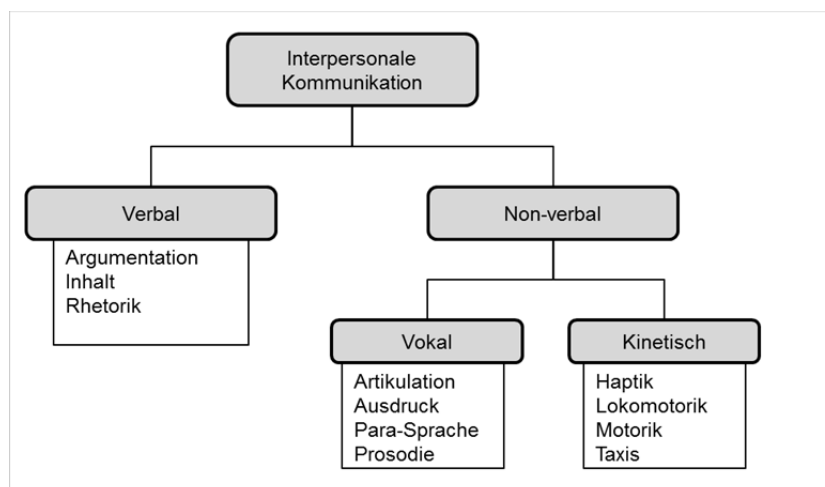 Interpersonale
Kommunikation
Verbal
Argumentation
Inhalt
Rhetorik
Non-verbal
Vokal
Artikulation
Ausdruck
Para-Sprache
Prosodie
Kinetisch
Haptik
Lokomotorik
Motorik
Taxis